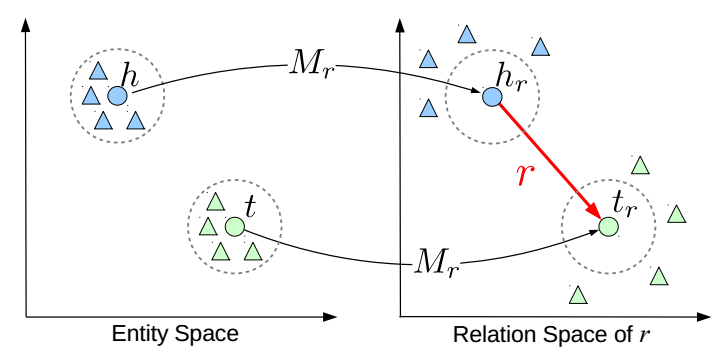 h
M_r
h_r
r
t
t_r
M_r
Entity Space
Relation Space of r